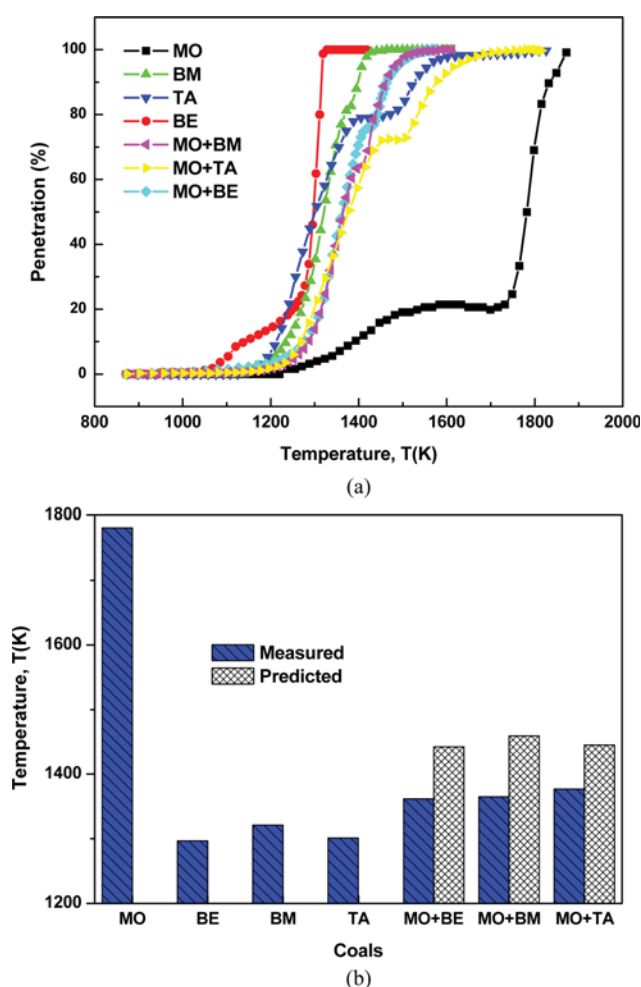 100
80
60
40
20
0
Penetration (%)
MO
BM
TA
BE
MO+BM
MO+TA
MO+BE
800 1000 1200 1400 1600 1800 2000
Temperature, T(K)
(a)
1800
1600
1400
1200
Temperature, T(K)
Measured
Predicted
MO BE BM TA MO+BE MO+BM MO+TA
Coals
(b)